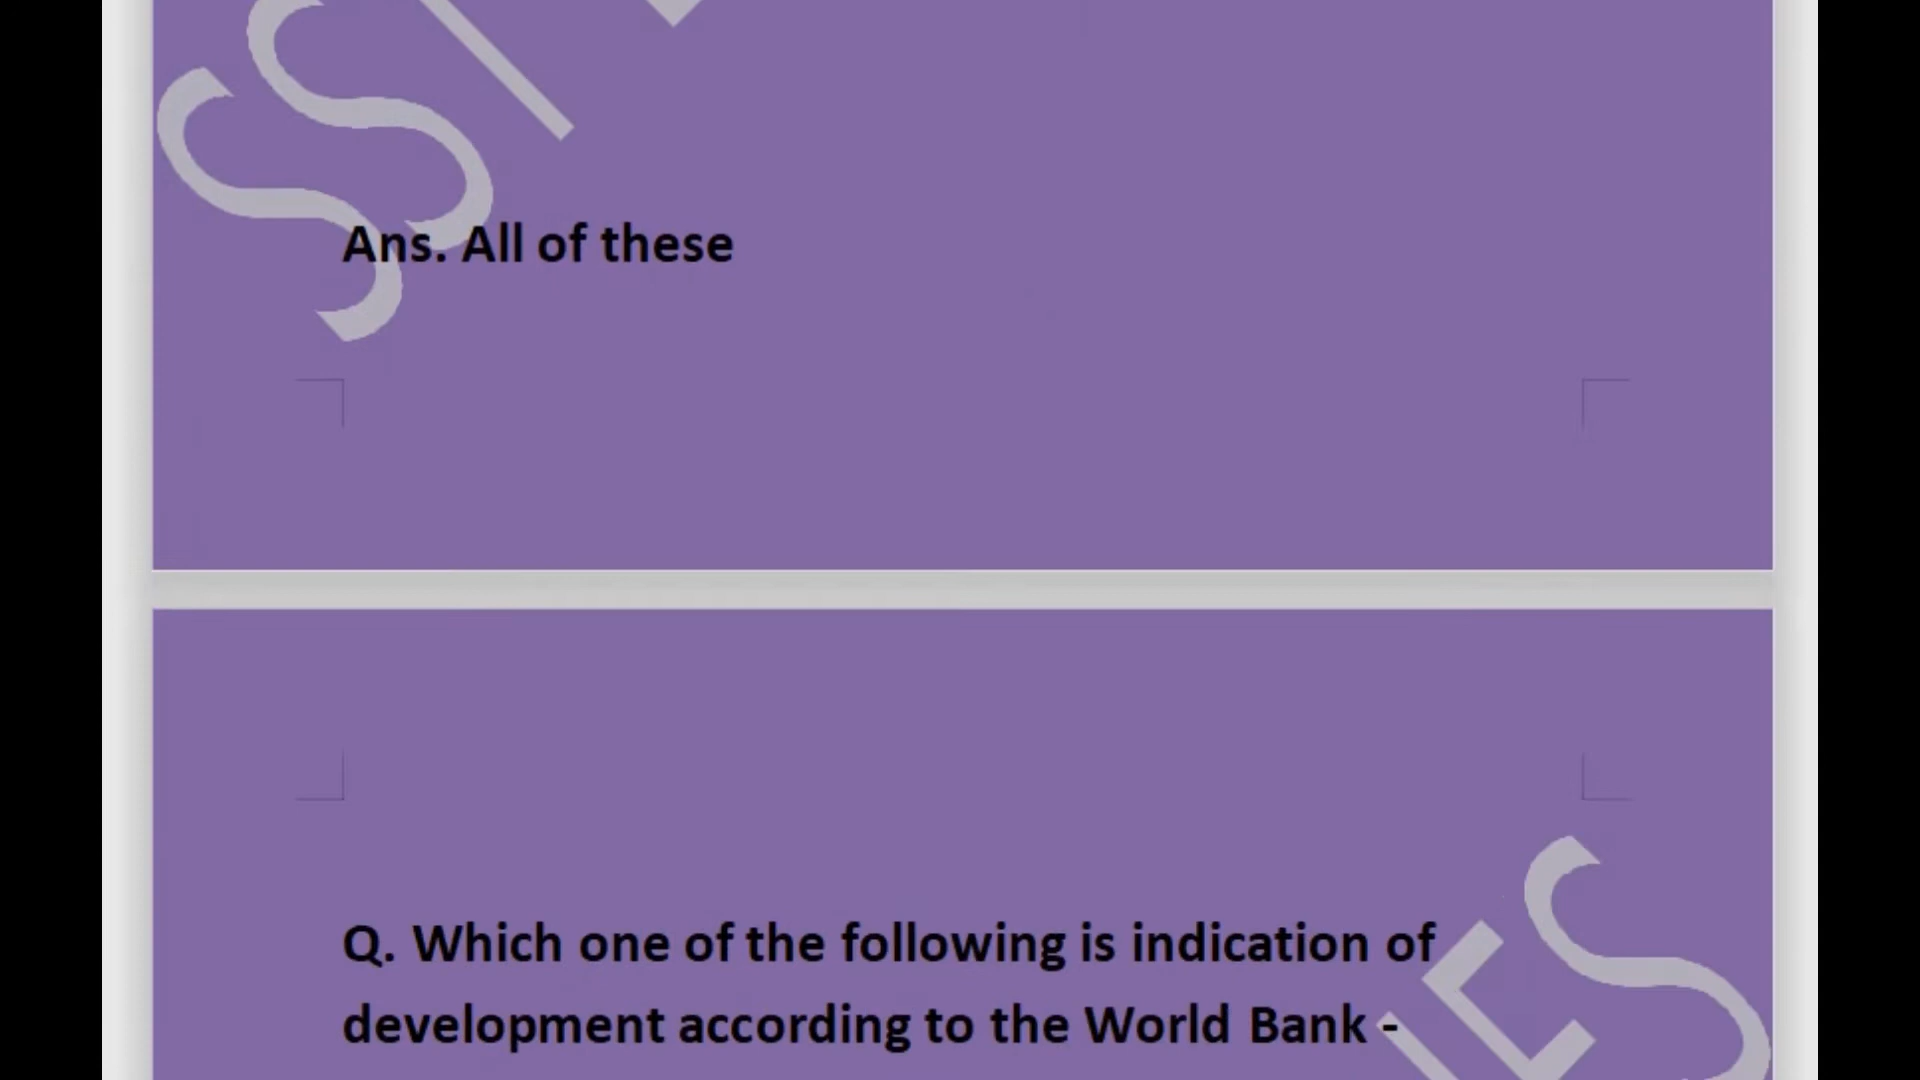 Ans. All of these
Q. Which one of the following is indication of
development according to the World Bank -